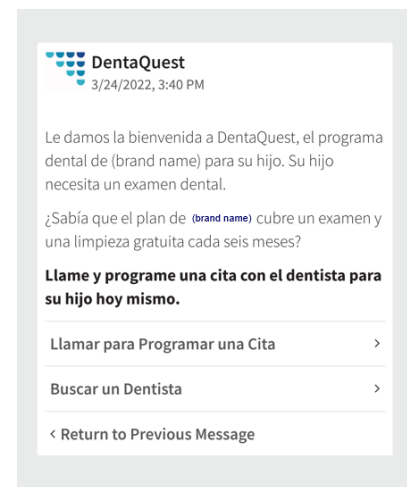 DentaQuest
3/24/2022, 3:40 PM
Le damos la bienvenida a DentaQuest, el programa
dental de (brand name) para su hijo. Su hijo
necesita un examen dental.
¿Sabía que el plan de (brand name) cubre un examen y
una limpieza gratuita cada seis meses?
Llame y programe una cita con el dentista para
su hijo hoy mismo.
Llamar para Programar una Cita >
Buscar un Dentista >
< Return to Previous Message